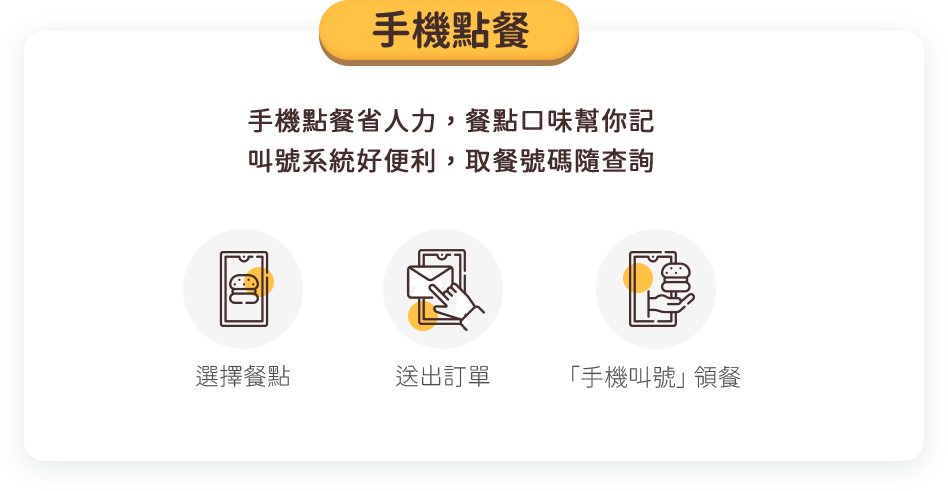 手機點餐
手機點餐省人力，餐點口味幫你記
叫號系統好便利，取餐號碼隨查詢
選擇餐點
送出訂單
「手機叫號」領餐